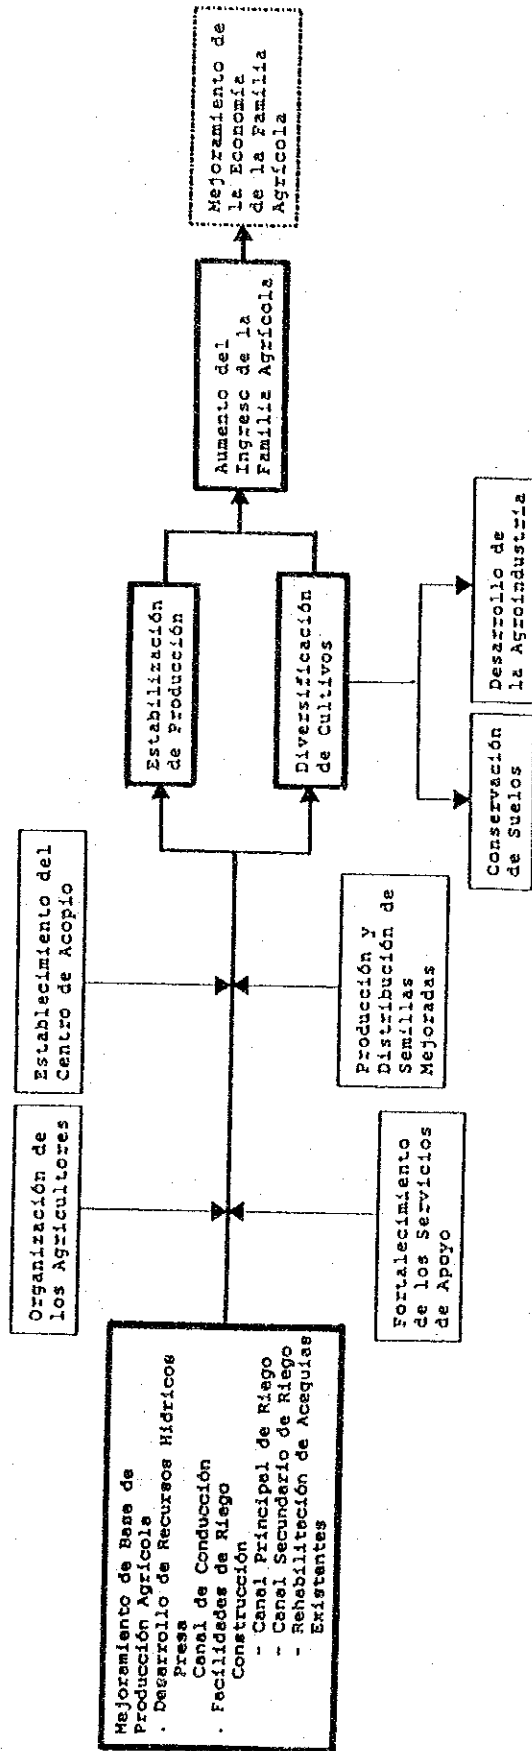 Mejoramiento de Base de
Producción Agrícola
. Desarrollo de Recursos Hídricos
Presa
Canal de Conducción
. Facilidades de Riego
Construcción
- Canal Principal de Riego
- Canal Secundario de Riego
- Rehabilitación de Acequias
Existentes
Organización de
los Agricultores
Establecimiento del
Centro de Acopio
Fortalecimiento
de los Servicios
de Apoyo
Producción y
Distribución de
Semillas
Mejoradas
Estabilización
de Producción
Diversificación
de Cultivos
Conservación
de Suelos
Desarrollo de
la Agroindustria
Aumento del
Ingreso de la
Familia Agrícola
Mejoramiento de
la Economía
de la Familia
Agrícola